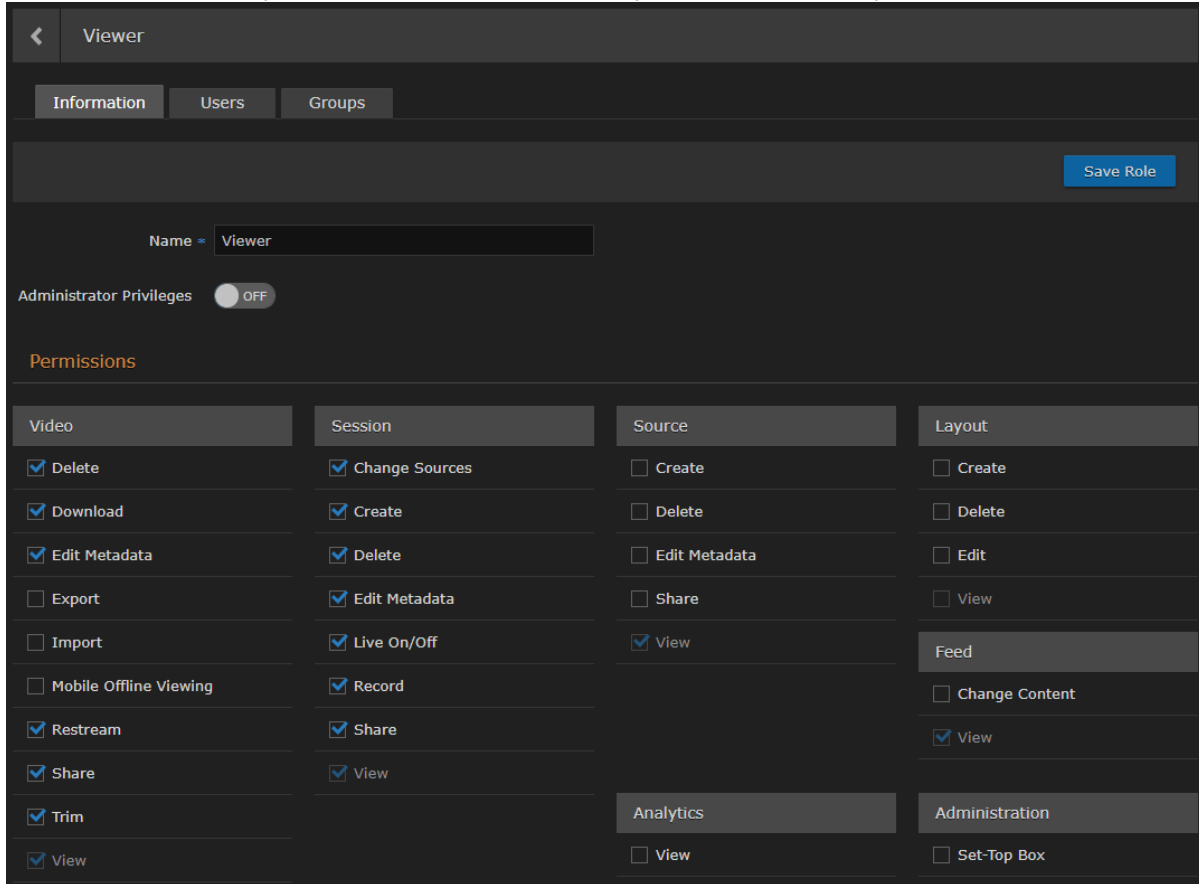 Viewer
Information Users Groups
Save Role
Name * Viewer
Administrator Privileges OFF
Permissions
Video
Delete
Download
Edit Metadata
Export
Import
Mobile Offline Viewing
Restream
Share
Trim
View
Session
Change Sources
Create
Delete
Edit Metadata
Live On/Off
Record
Share
View
Source
Create
Delete
Edit Metadata
Share
View
Analytics
View
Layout
Create
Delete
Edit
View
Feed
Change Content
View
Administration
Set-Top Box